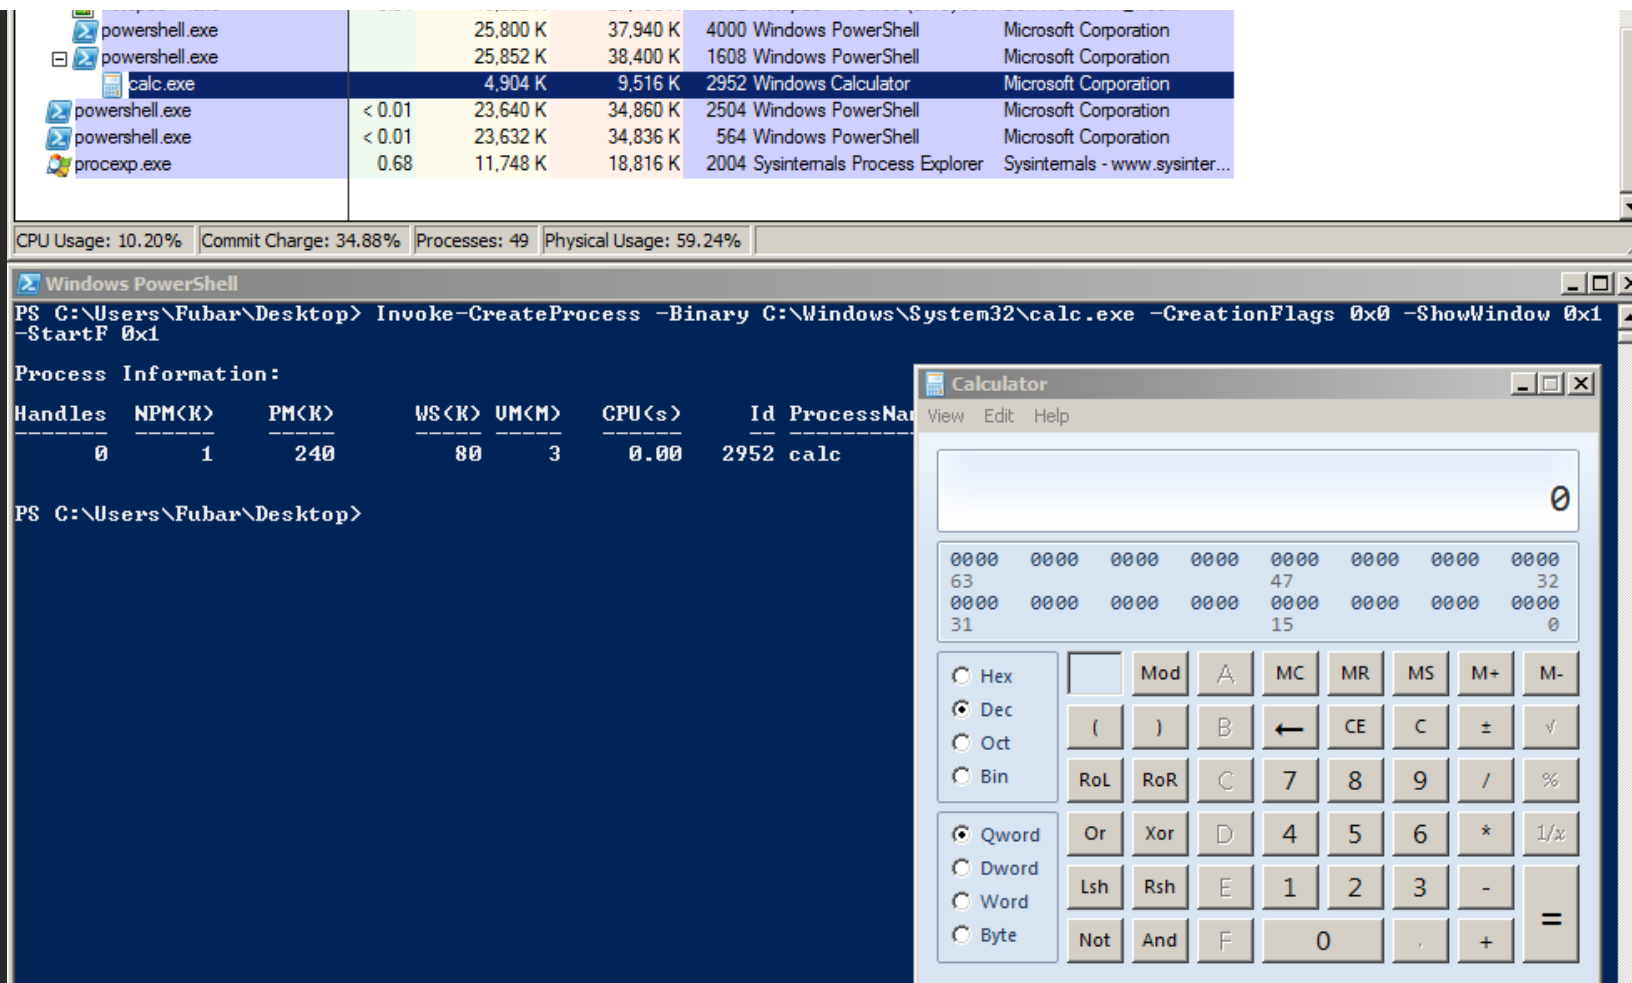 powershell.exe 25,800 K 37,940 K 4000 Windows PowerShell Microsoft Corporation
powershell.exe 25,852 K 38,400 K 1608 Windows PowerShell Microsoft Corporation
calc.exe 4,904 K 9,516 K 2952 Windows Calculator Microsoft Corporation
powershell.exe < 0.01 23,640 K 34,860 K 2504 Windows PowerShell Microsoft Corporation
powershell.exe < 0.01 23,632 K 34,836 K 564 Windows PowerShell Microsoft Corporation
procexp.exe 0.68 11,748 K 18,816 K 2004 Sysinternals Process Explorer Sysinternals - www.sysinter...
CPU Usage: 10.20% Commit Charge: 34.88% Processes: 49 Physical Usage: 59.24%
Windows PowerShell
PS C:\Users\Fubar\Desktop> Invoke-CreateProcess -Binary C:\Windows\System32\calc.exe -CreationFlags 0x0 -ShowWindow 0x1
-StartF 0x1
Process Information:
Handles NPM(K) PM(K) WS(K) VM(M) CPU(s) Id ProcessNa
------- ------ ----- ----- ----- ------ -- ---------
0 1 240 80 3 0.00 2952 calc
PS C:\Users\Fubar\Desktop>
Calculator
View Edit Help
0
0000 0000 0000 0000 0000 0000 0000 0000
63 47 32
0000 0000 0000 0000 0000 0000 0000 0000
31 15 0
Hex
Dec
Oct
Bin
Qword
Dword
Word
Byte
Mod A MC MR MS M+ M-
( ) B ← CE C ± √
RoL RoR C 7 8 9 / %
Or Xor D 4 5 6 * 1/x
Lsh Rsh E 1 2 3 - =
Not And F 0 , +